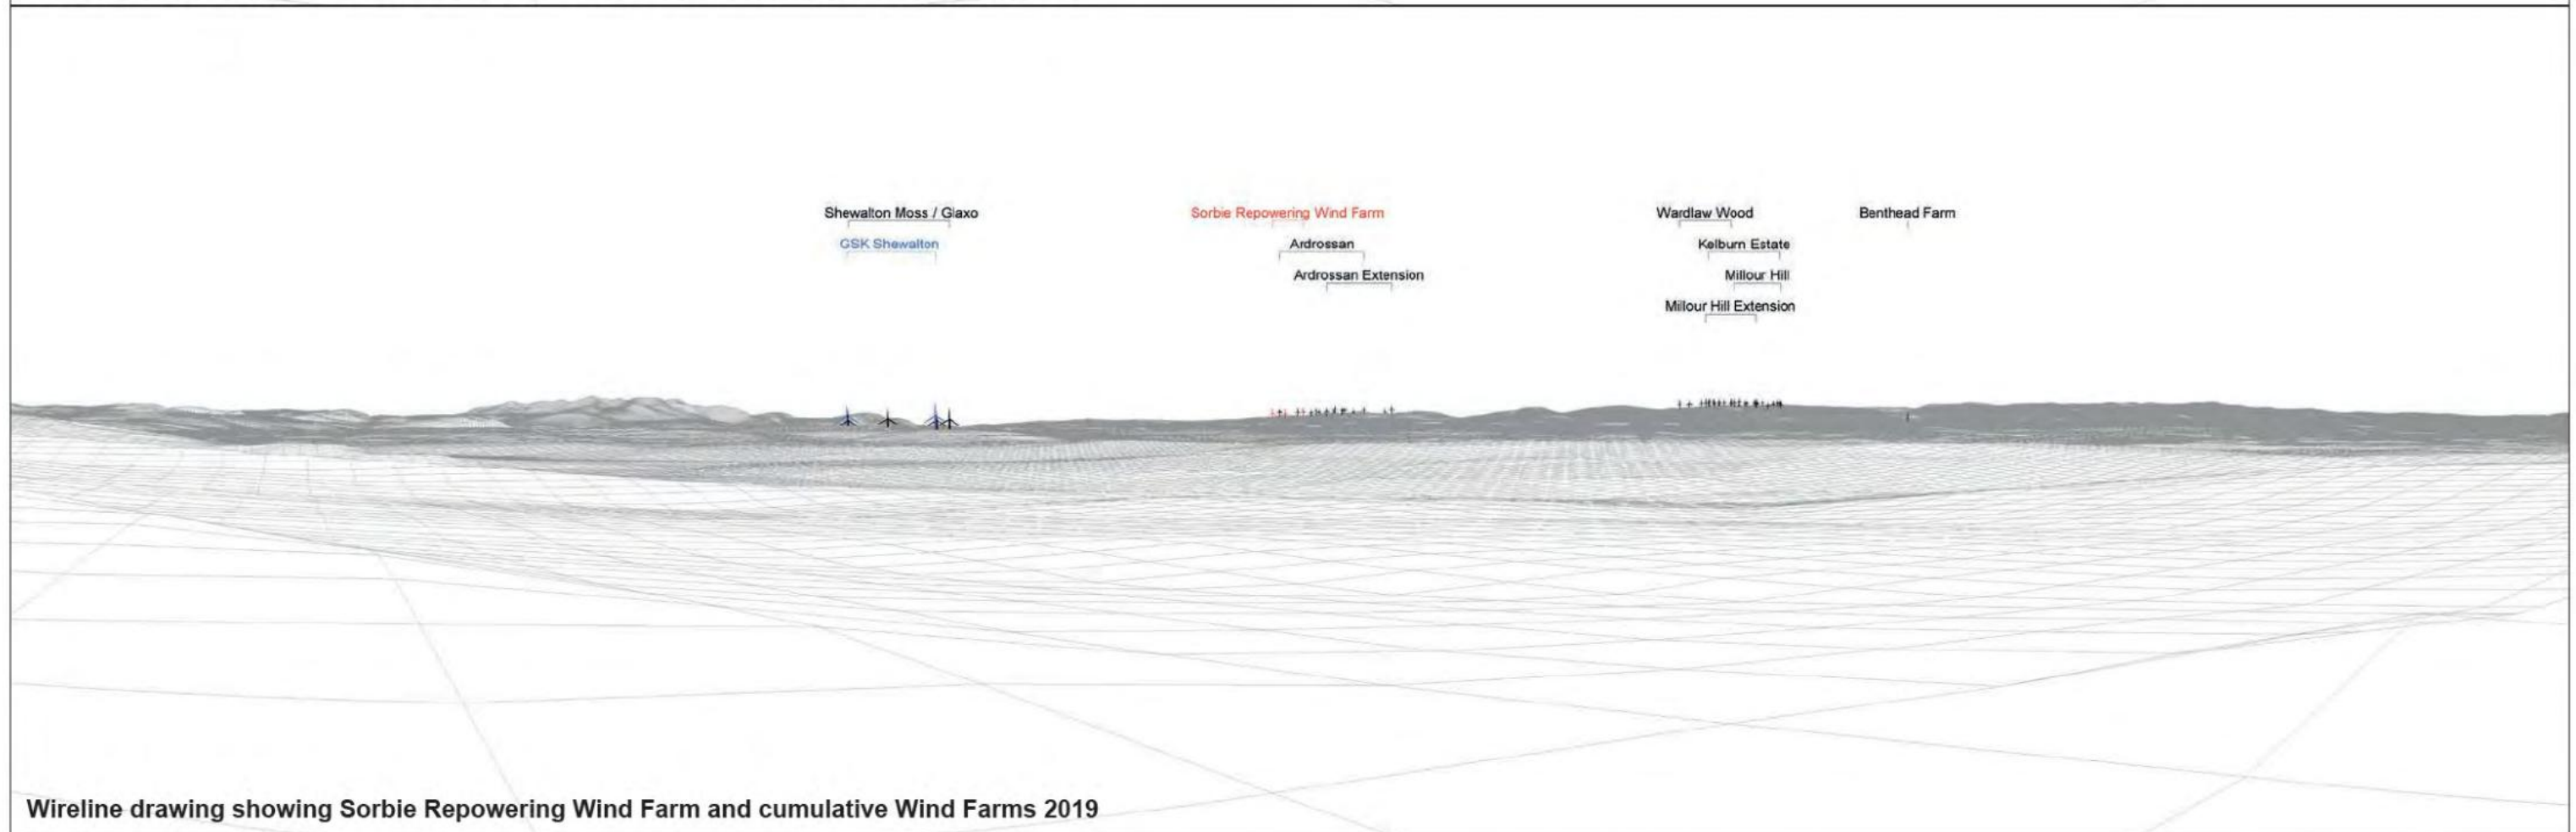 Shewalton Moss / Glaxo
GSK Shewalton
Sorbie Repowering Wind Farm
Ardrossan
Ardrossan Extension
Wardlaw Wood
Kelburn Estate
Millour Hill
Millour Hill Extension
Benthead Farm
Wireline drawing showing Sorbie Repowering Wind Farm and cumulative Wind Farms 2019